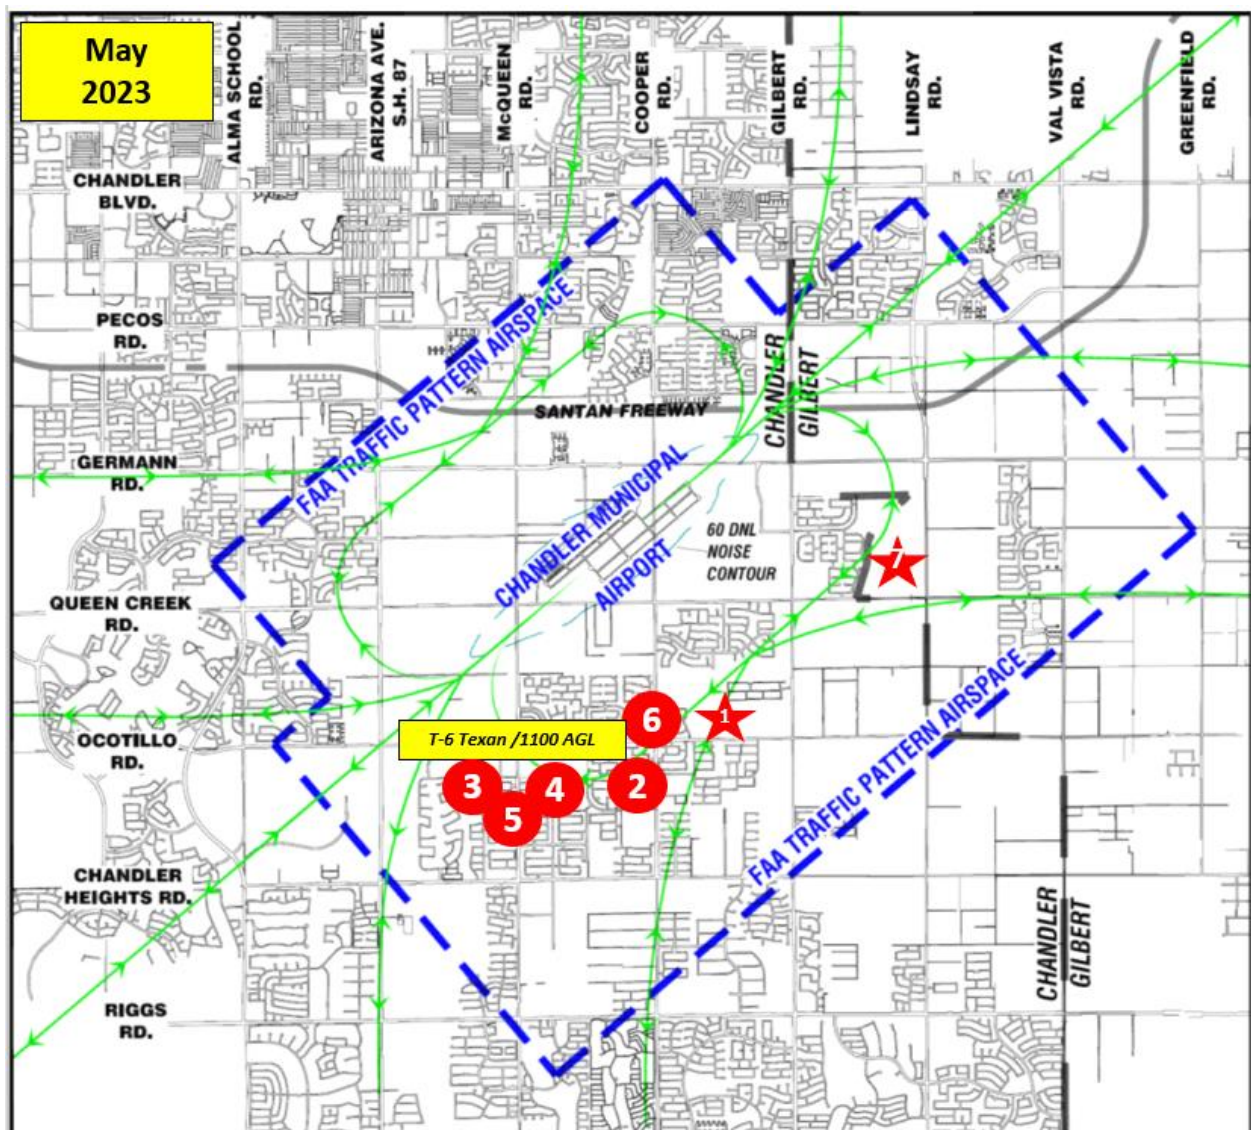 May
2023
ALMA SCHOOL
RD.
ARIZONA AVE.
S.H. 87
McQUEEN
RD.
COOPER
RD.
GILBERT
RD.
LINDSAY
RD.
VAL VISTA
RD.
GREENFIELD
RD.
CHANDLER
BLVD.
PECOS
RD.
FAA TRAFFIC PATTERN AIRSPACE
SANTAN FREEWAY
CHANDLER
GILBERT
GERMANN
RD.
CHANDLER MUNICIPAL
AIRPORT
60 DNL
NOISE
CONTOUR
7
QUEEN CREEK
RD.
OCOTILLO
RD.
T-6 Texan /1100 AGL
6
1
3
4
2
5
FAA TRAFFIC PATTERN AIRSPACE
CHANDLER
HEIGHTS RD.
CHANDLER
GILBERT
RIGGS
RD.